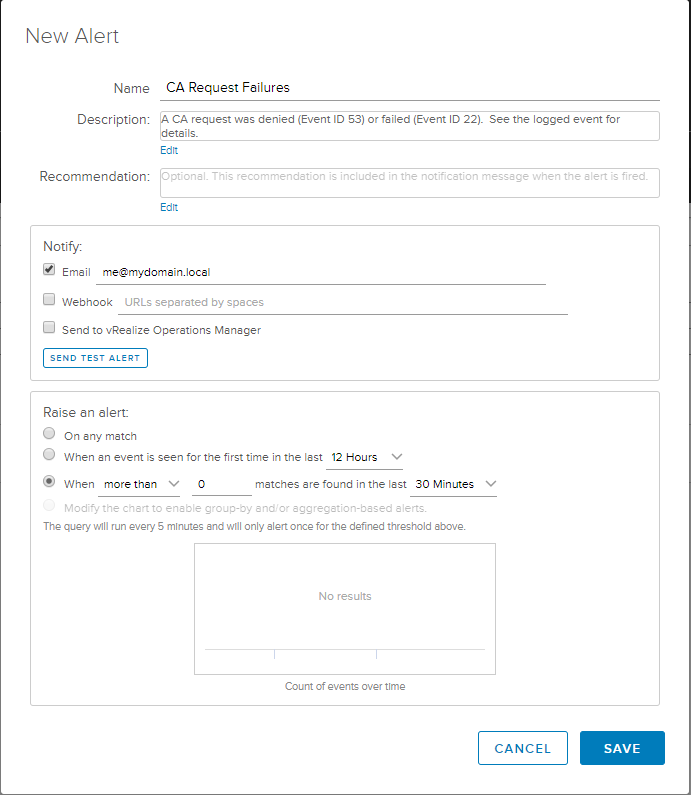 New Alert
Name CA Request Failures
Description: A CA request was denied (Event ID 53) or failed (Event ID 22).  See the logged event for
details.
Edit
Recommendation: Optional. This recommendation is included in the notification message when the alert is fired.
Edit
Notify:
Email me@mydomain.local
Webhook URLs separated by spaces
Send to vRealize Operations Manager
SEND TEST ALERT
Raise an alert:
On any match
When an event is seen for the first time in the last 12 Hours
When more than 0 matches are found in the last 30 Minutes
Modify the chart to enable group-by and/or aggregation-based alerts.
The query will run every 5 minutes and will only alert once for the defined threshold above.
No results
Count of events over time
CANCEL SAVE